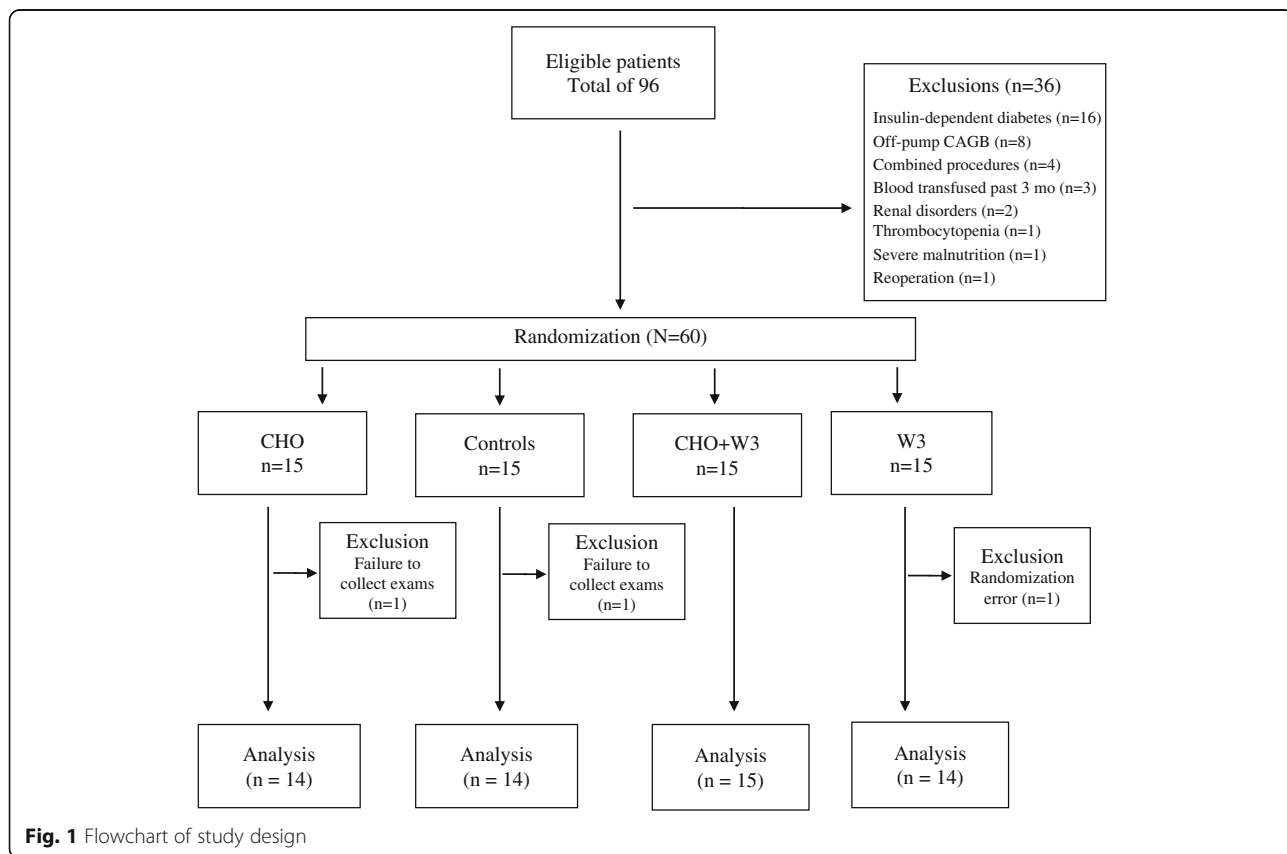 Eligible patients
Total of 96
Exclusions (n=36)
Insulin-dependent diabetes (n=16)
Off-pump CAGB (n=8)
Combined procedures (n=4)
Blood transfused past 3 mo (n=3)
Renal disorders (n=2)
Thrombocytopenia (n=1)
Severe malnutrition (n=1)
Reoperation (n=1)
Randomization (N=60)
CHO
n=15
Controls
n=15
CHO+W3
n=15
W3
n=15
Exclusion
Failure to
collect exams
(n=1)
Exclusion
Failure to
collect exams
(n=1)
Exclusion
Randomization
error (n=1)
Analysis
(n = 14)
Analysis
(n = 14)
Analysis
(n = 15)
Analysis
(n = 14)
Fig. 1 Flowchart of study design